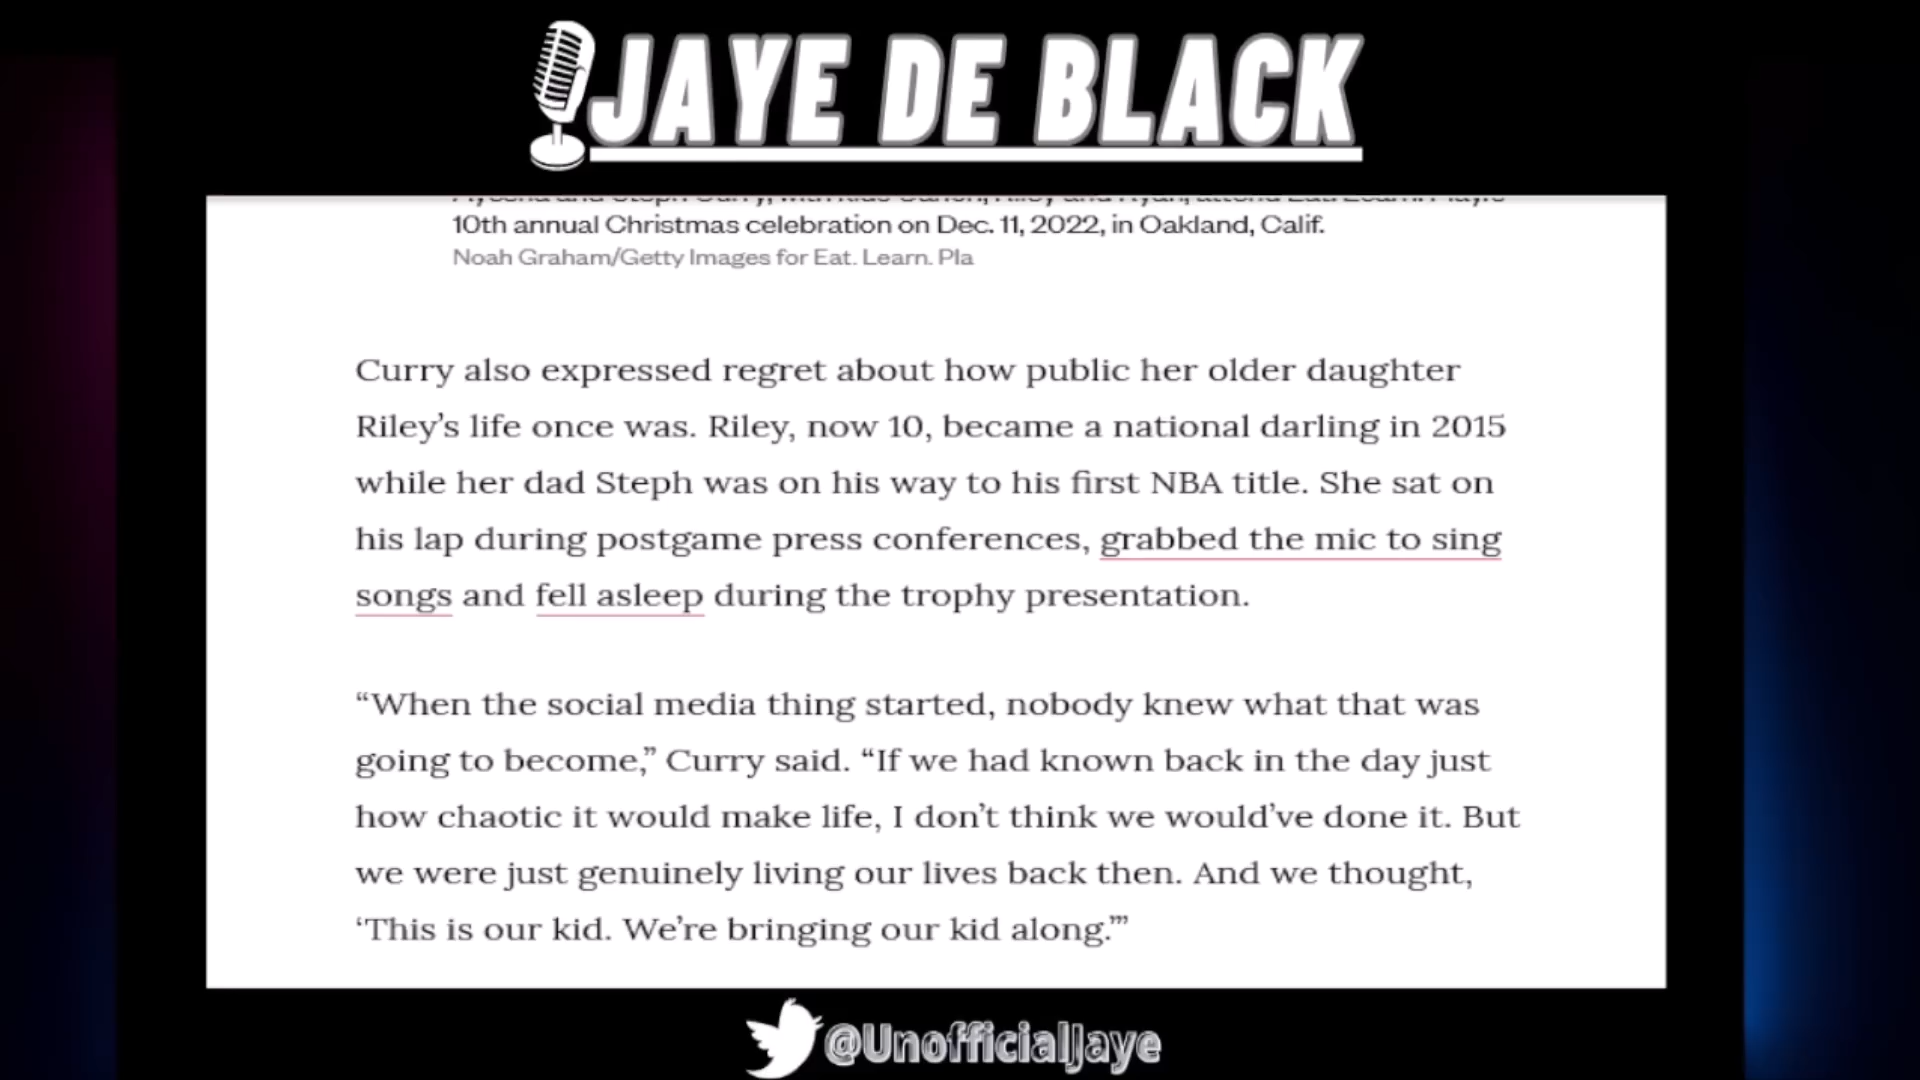 JAYE DE BLACK
10th annual Christmas celebration on Dec. 11, 2022, in Oakland, Calif.
Noah Graham/Getty Images for Eat. Learn. Pla
Curry also expressed regret about how public her older daughter
Riley’s life once was. Riley, now 10, became a national darling in 2015
while her dad Steph was on his way to his first NBA title. She sat on
his lap during postgame press conferences, grabbed the mic to sing
songs and fell asleep during the trophy presentation.
“When the social media thing started, nobody knew what that was
going to become,” Curry said. “If we had known back in the day just
how chaotic it would make life, I don’t think we would’ve done it. But
we were just genuinely living our lives back then. And we thought,
‘This is our kid. We’re bringing our kid along.’”
@UnofficialJaye